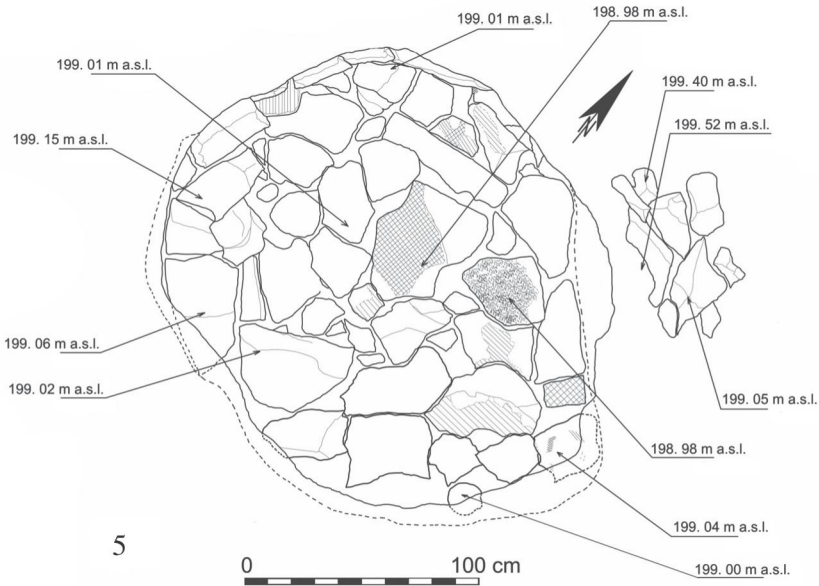 199. 01 m a.s.l.
198. 98 m a.s.l.
199. 01 m a.s.l.
199. 40 m a.s.l.
199. 52 m a.s.l.
199. 15 m a.s.l.
199. 06 m a.s.l.
199. 02 m a.s.l.
199. 05 m a.s.l.
198. 98 m a.s.l.
199. 04 m a.s.l.
199. 00 m a.s.l.
5
0 100 cm